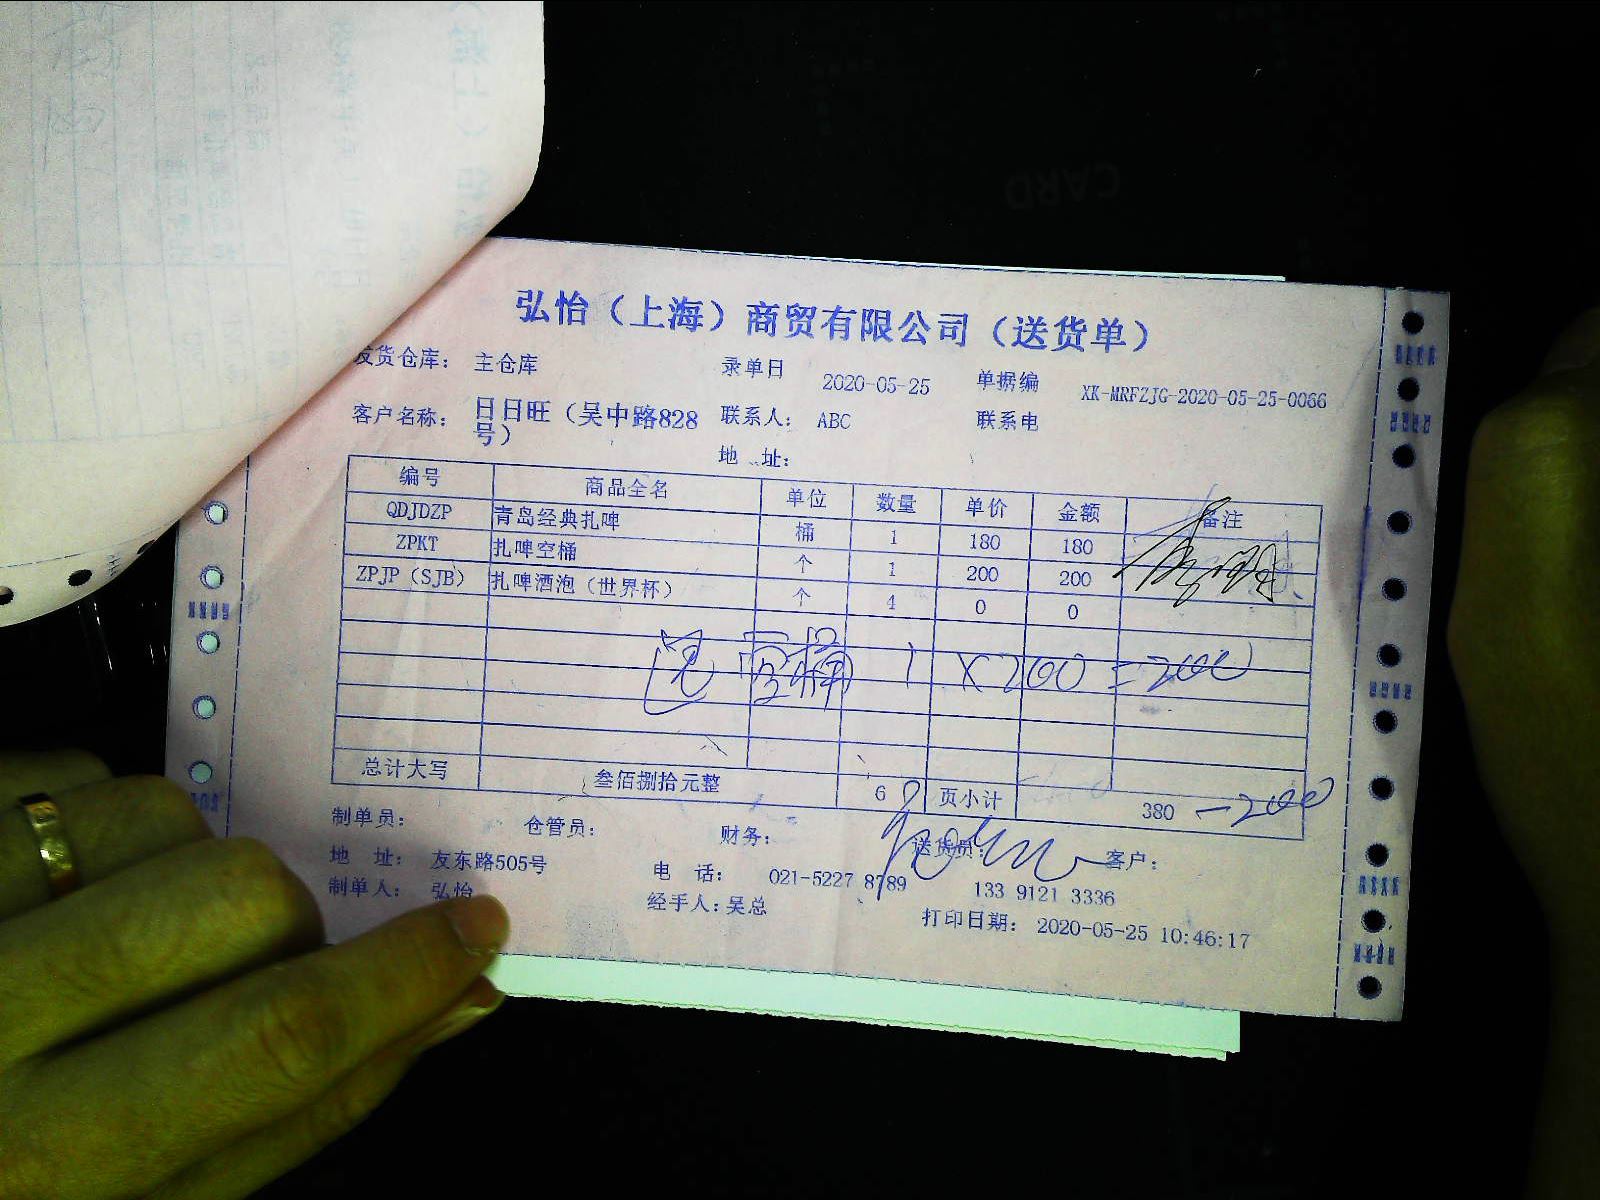 弘怡（上海）商贸有限公司（送货单）
发货仓库： 主仓库 录单日 2020-05-25 单据编 XK-MRFZJG-2020-05-25-0066
客户名称： 日日旺（吴中路828号） 联系人： ABC 联系电
地 址：
编号 商品全名 单位 数量 单价 金额 备注
QDJDZP 青岛经典扎啤 桶 1 180 180
ZPKT 扎啤空桶 个 1 200 200
ZPJP（SJB） 扎啤酒泡（世界杯） 个 4 0 0
空桶 1 X200=200
总计大写 叁佰捌拾元整 6 页小计 380 -200
制单员： 仓管员： 财务： 送货员： 客户：
地 址： 友东路505号 电 话： 021-5227 8789 133 9121 3336
制单人： 弘怡 经手人：吴总 打印日期： 2020-05-25 10:46:17
CARD